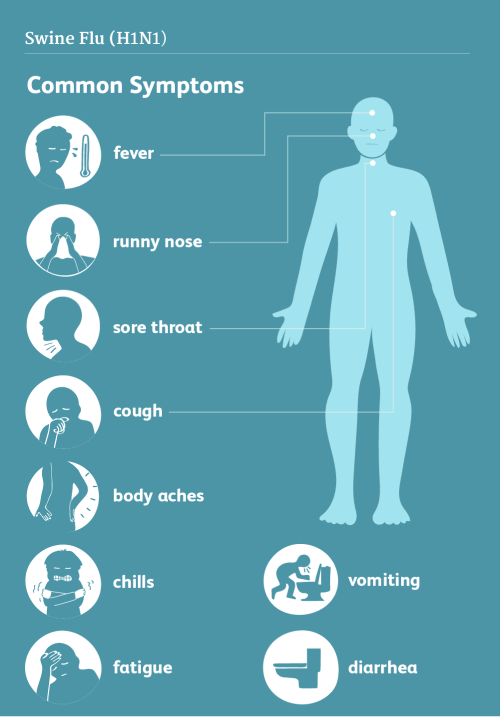 Swine Flu (H1N1)
Common Symptoms
fever
runny nose
sore throat
cough
body aches
chills
fatigue
vomiting
diarrhea